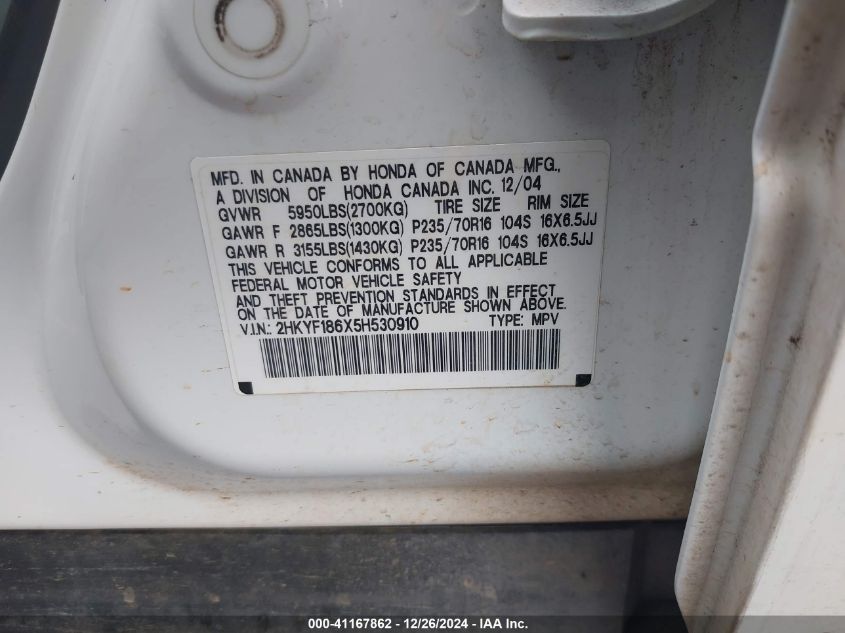 MFD. IN CANADA BY HONDA OF CANADA MFG.,
A DIVISION OF HONDA CANADA INC. 12/04
GVWR 5950LBS(2700KG) TIRE SIZE RIM SIZE
GAWR F 2865LBS(1300KG) P235/70R16 104S 16X6.5JJ
GAWR R 3155LBS(1430KG) P235/70R16 104S 16X6.5JJ
THIS VEHICLE CONFORMS TO ALL APPLICABLE
FEDERAL MOTOR VEHICLE SAFETY
AND THEFT PREVENTION STANDARDS IN EFFECT
ON THE DATE OF MANUFACTURE SHOWN ABOVE.
V.I.N.: 2HKYF186X5H530910 TYPE: MPV
000-41167862 - 12/26/2024 - IAA Inc.